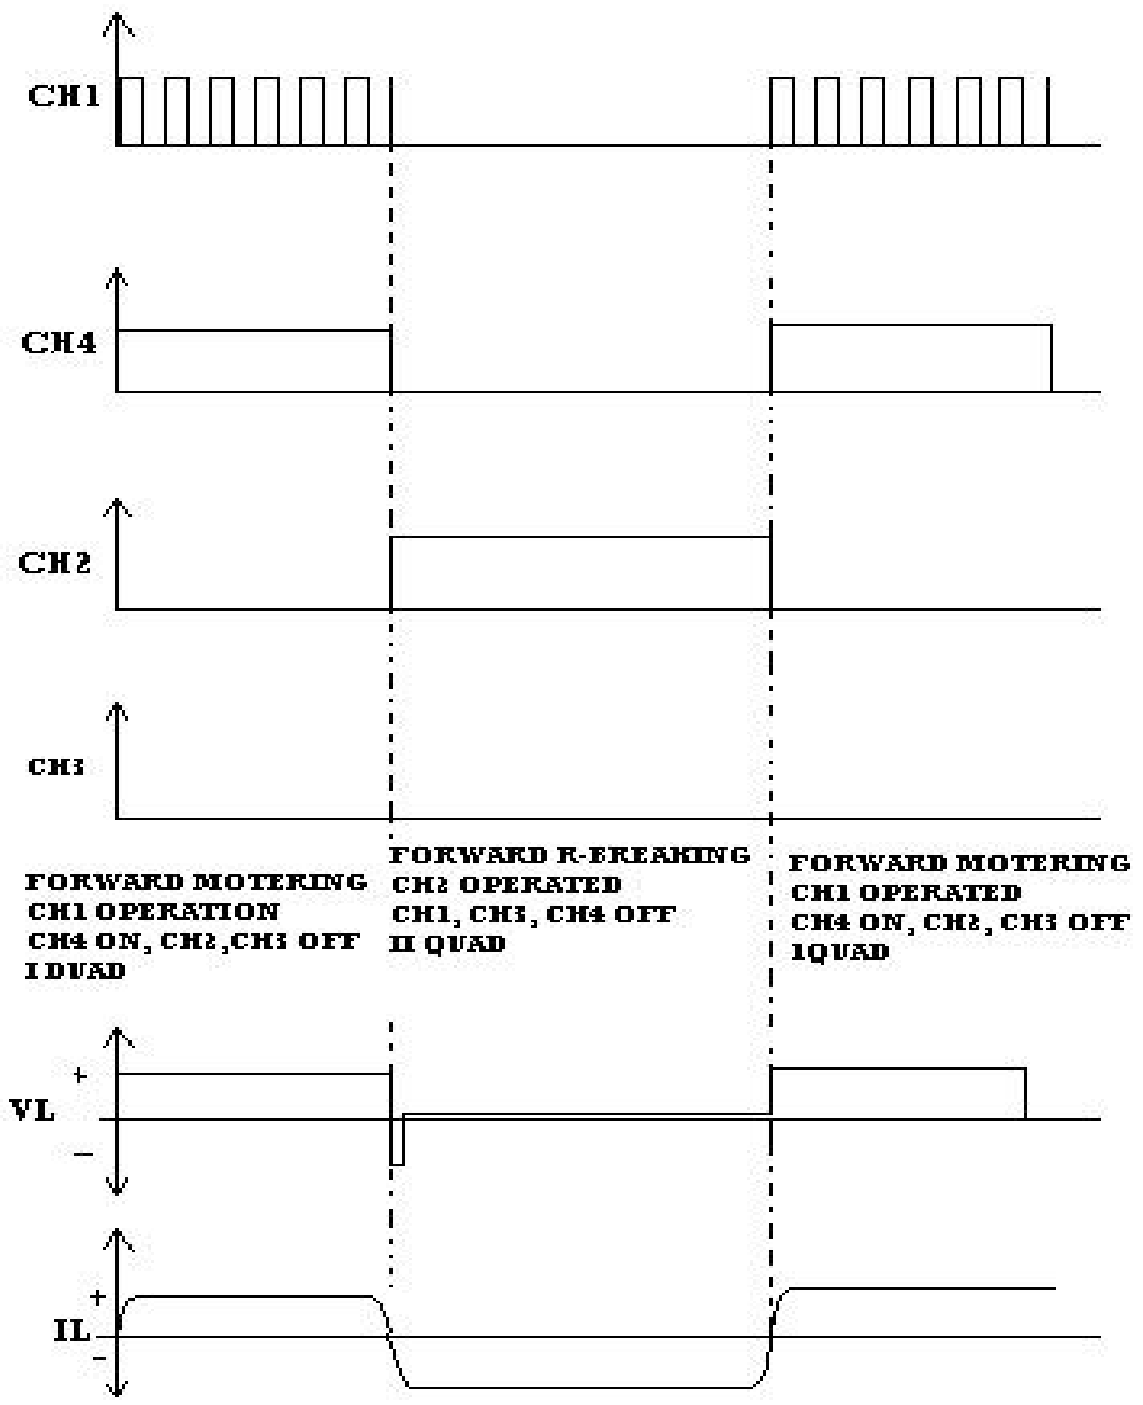 CH1
CH4
CH2
CH3
FORWARD MOTERING
CH1 OPERATION
CH4 ON, CH2,CH3 OFF
I DUAD
FORWARD R-BREAKING
CH2 OPERATED
CH1, CH3, CH4 OFF
II QUAD
FORWARD MOTERING
CH1 OPERATED
CH4 ON, CH2, CH3 OFF
1QUAD
+
VL
−
+
IL
−